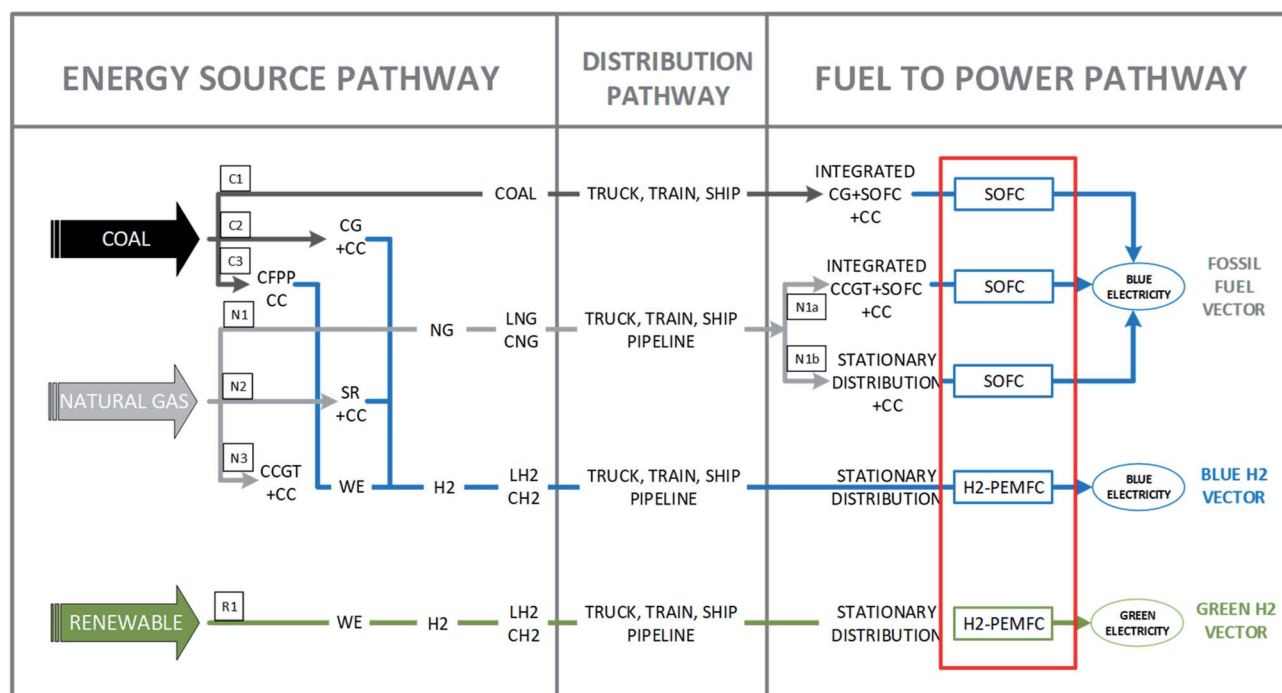 ENERGY SOURCE PATHWAY
DISTRIBUTION
PATHWAY
FUEL TO POWER PATHWAY
COAL
C1
COAL
TRUCK, TRAIN, SHIP
INTEGRATED
CG+SOFC
+CC
SOFC
C2
CG
+CC
C3
CFPP
CC
NATURAL GAS
N1
NG
LNG
CNG
TRUCK, TRAIN, SHIP
PIPELINE
N1a
INTEGRATED
CCGT+SOFC
+CC
SOFC
N1b
STATIONARY
DISTRIBUTION
+CC
SOFC
BLUE
ELECTRICITY
FOSSIL
FUEL
VECTOR
N2
SR
+CC
N3
CCGT
+CC
WE
H2
LH2
CH2
TRUCK, TRAIN, SHIP
PIPELINE
STATIONARY
DISTRIBUTION
H2-PEMFC
BLUE
ELECTRICITY
BLUE H2
VECTOR
RENEWABLE
R1
WE
H2
LH2
CH2
TRUCK, TRAIN, SHIP
PIPELINE
STATIONARY
DISTRIBUTION
H2-PEMFC
GREEN
ELECTRICITY
GREEN H2
VECTOR